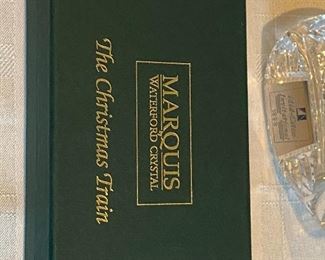 MARQUIS
BY
WATERFORD CRYSTAL
The Christmas Train